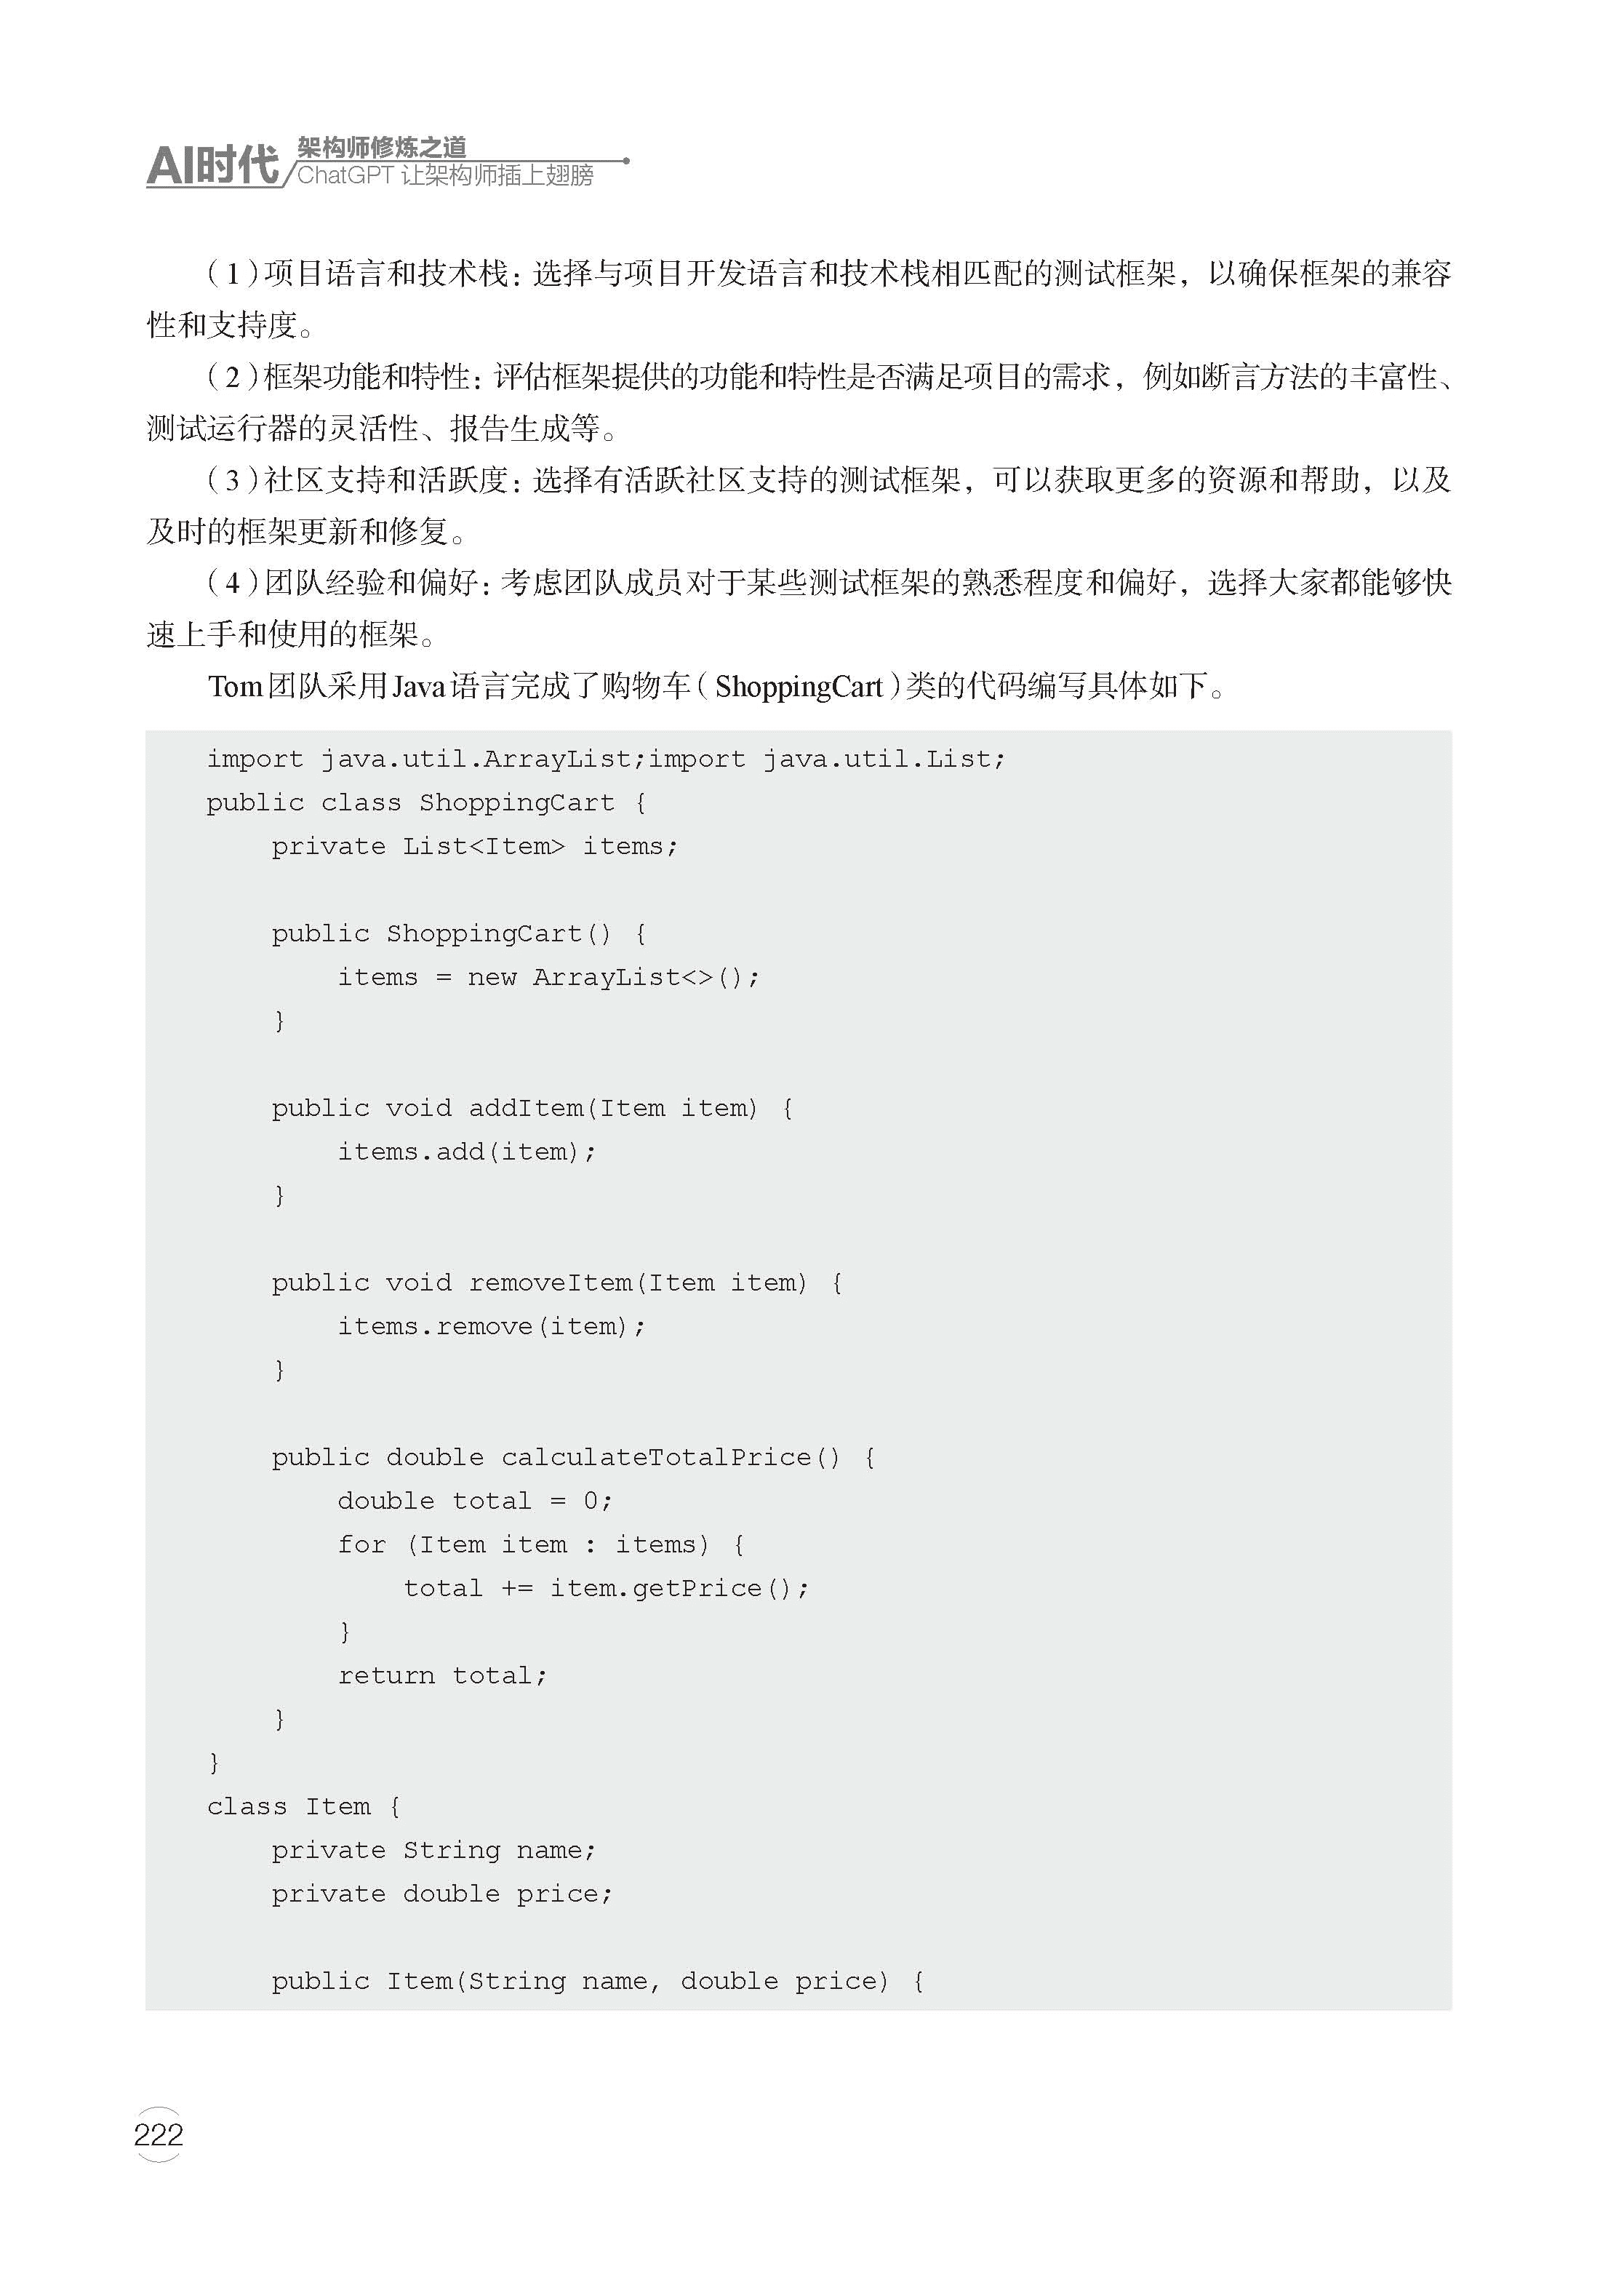 AI时代 架构师修炼之道
ChatGPT 让架构师插上翅膀
（1）项目语言和技术栈：选择与项目开发语言和技术栈相匹配的测试框架，以确保框架的兼容
性和支持度。
（2）框架功能和特性：评估框架提供的功能和特性是否满足项目的需求，例如断言方法的丰富性、
测试运行器的灵活性、报告生成等。
（3）社区支持和活跃度：选择有活跃社区支持的测试框架，可以获取更多的资源和帮助，以及
及时的框架更新和修复。
（4）团队经验和偏好：考虑团队成员对于某些测试框架的熟悉程度和偏好，选择大家都能够快
速上手和使用的框架。
Tom团队采用Java语言完成了购物车（ShoppingCart）类的代码编写具体如下。
import java.util.ArrayList;import java.util.List;
public class ShoppingCart {
    private List<Item> items;

    public ShoppingCart() {
        items = new ArrayList<>();
    }

    public void addItem(Item item) {
        items.add(item);
    }

    public void removeItem(Item item) {
        items.remove(item);
    }

    public double calculateTotalPrice() {
        double total = 0;
        for (Item item : items) {
            total += item.getPrice();
        }
        return total;
    }
}
class Item {
    private String name;
    private double price;

    public Item(String name, double price) {
222